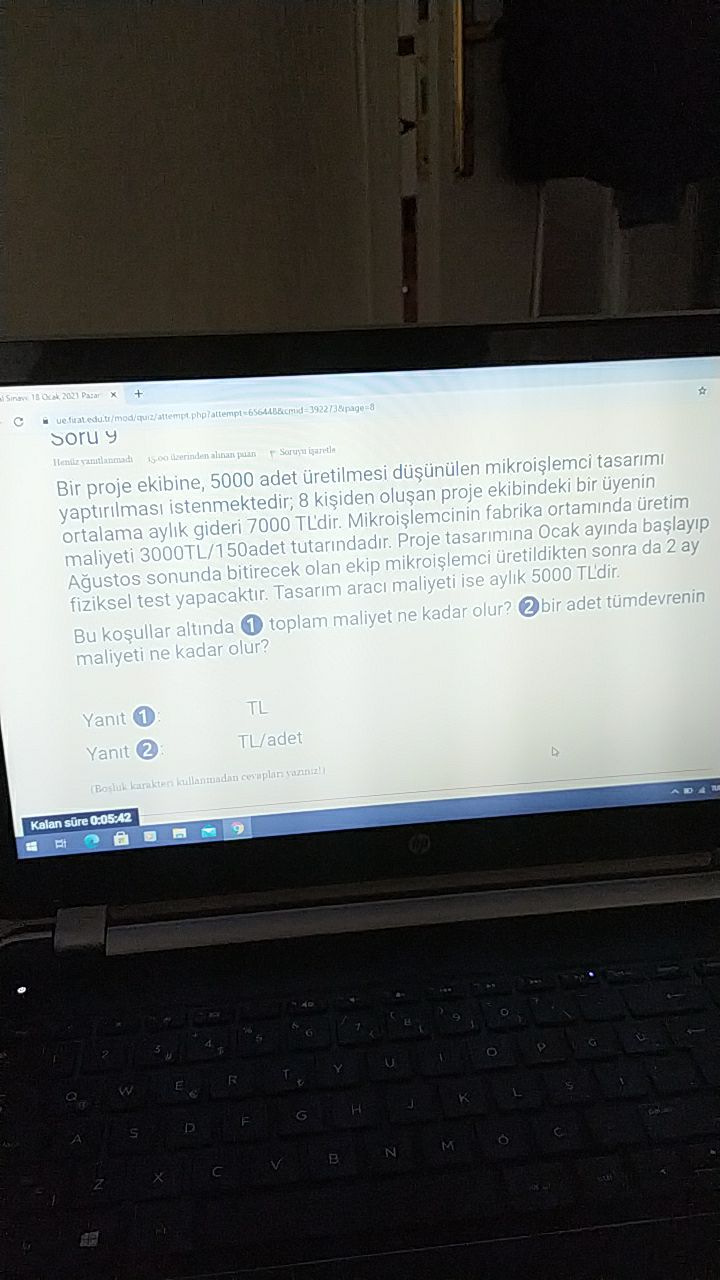 al Sınavı, 18 Ocak 2021 Pazar
ue.firat.edu.tr/mod/quiz/attempt.php?attempt=656448&cmid=392273&page=8
Soru 9
Henüz yanıtlanmadı 15,00 üzerinden alınan puan Soruyu işaretle
Bir proje ekibine, 5000 adet üretilmesi düşünülen mikroişlemci tasarımı
yaptırılması istenmektedir; 8 kişiden oluşan proje ekibindeki bir üyenin
ortalama aylık gideri 7000 TL'dir. Mikroişlemcinin fabrika ortamında üretim
maliyeti 3000TL/150adet tutarındadır. Proje tasarımına Ocak ayında başlayıp
Ağustos sonunda bitirecek olan ekip mikroişlemci üretildikten sonra da 2 ay
fiziksel test yapacaktır. Tasarım aracı maliyeti ise aylık 5000 TL'dir.
Bu koşullar altında 1 toplam maliyet ne kadar olur? 2 bir adet tümdevrenin
maliyeti ne kadar olur?
Yanıt 1: TL
Yanıt 2: TL/adet
(Boşluk karakteri kullanmadan cevapları yazınız!)
Kalan süre 0:05:42
hp